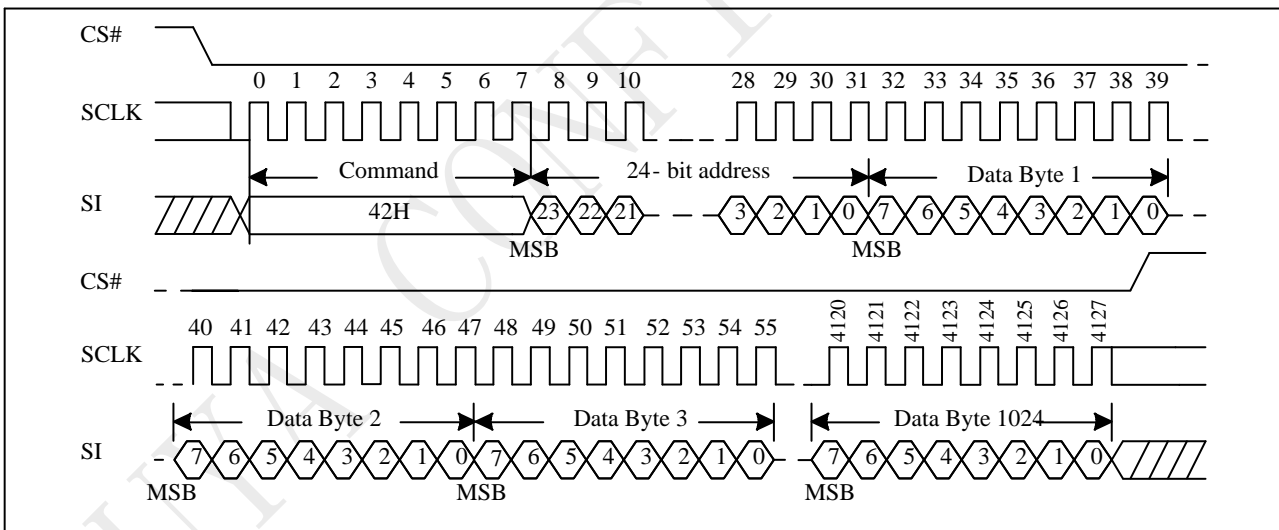 CS#
0 1 2 3 4 5 6 7 8 9 10 28 29 30 31 32 33 34 35 36 37 38 39
SCLK
Command 24- bit address Data Byte 1
SI 42H 23 22 21 3 2 1 0 7 6 5 4 3 2 1 0
MSB MSB
CS#
40 41 42 43 44 45 46 47 48 49 50 51 52 53 54 55 4120 4121 4122 4123 4124 4125 4126 4127
SCLK
Data Byte 2 Data Byte 3 Data Byte 1024
SI 7 6 5 4 3 2 1 0 7 6 5 4 3 2 1 0 7 6 5 4 3 2 1 0
MSB MSB MSB